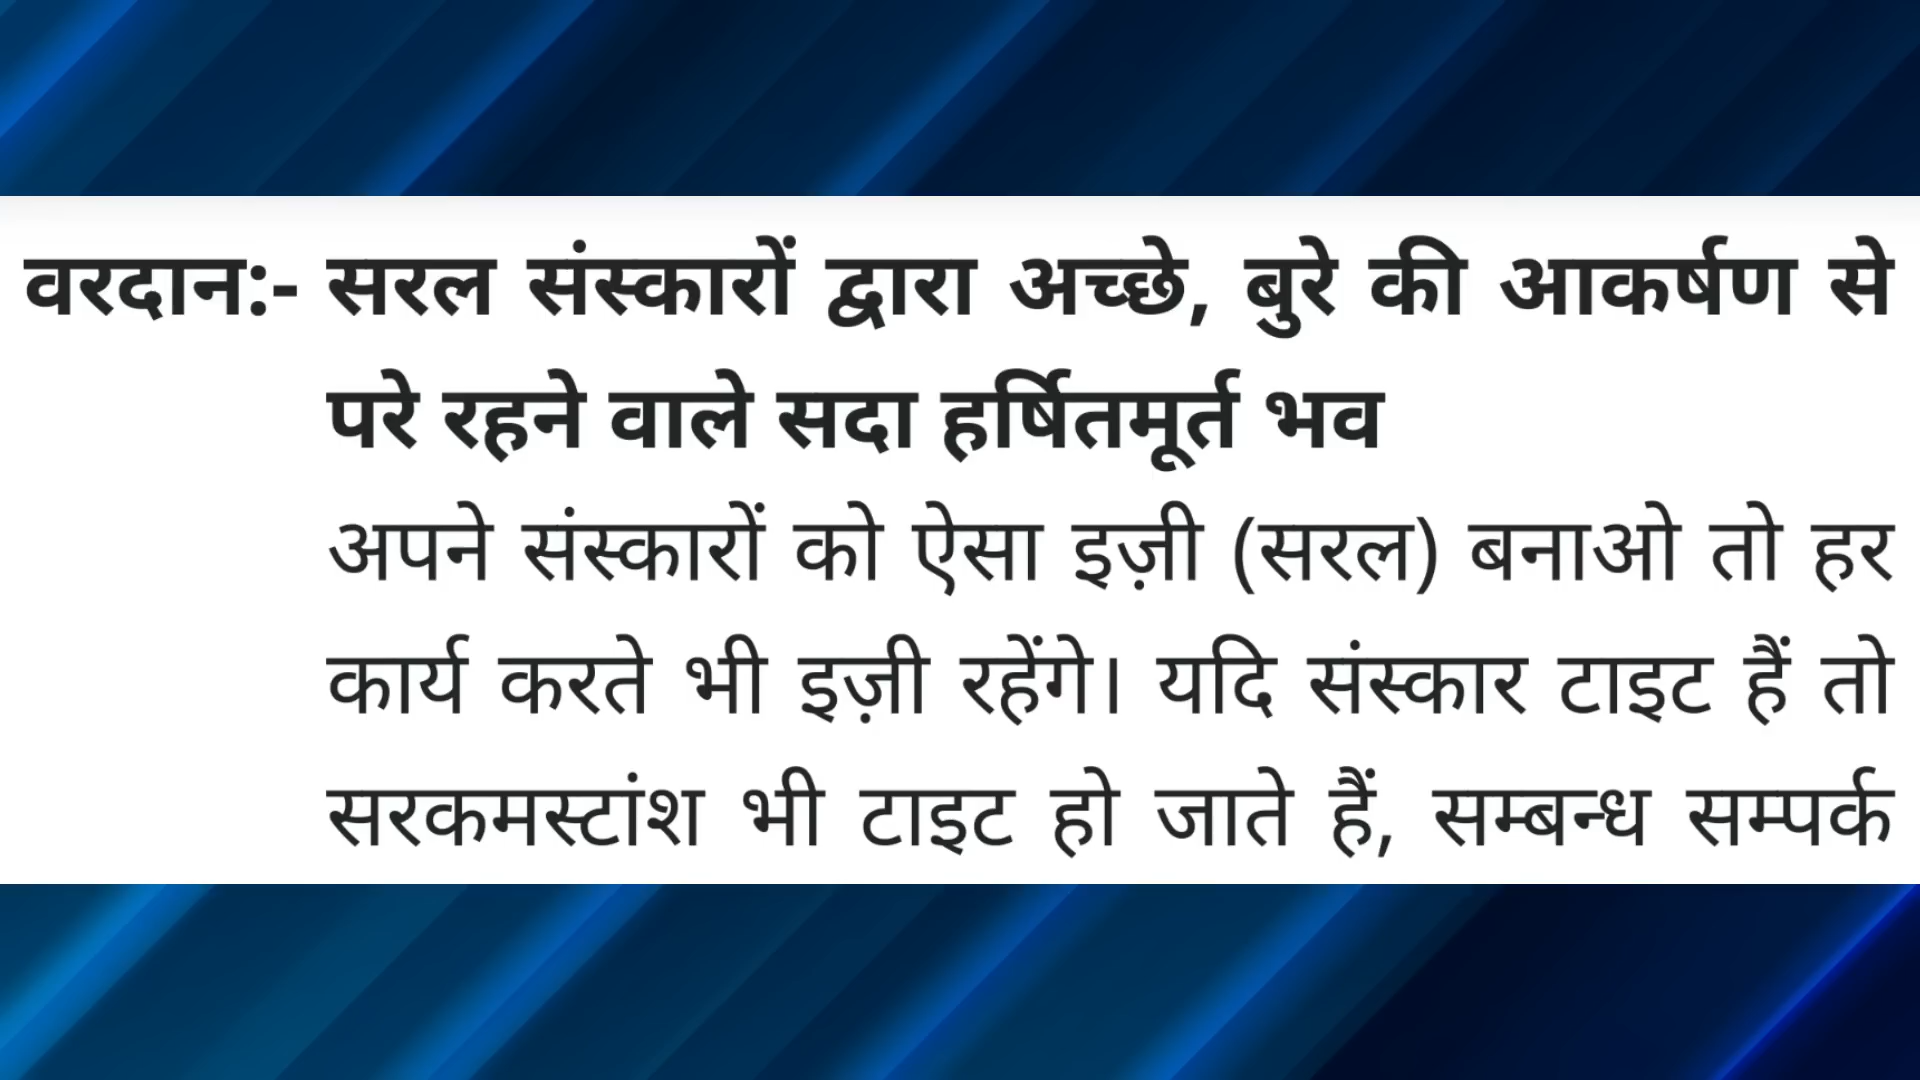 वरदान:- सरल संस्कारों द्वारा अच्छे, बुरे की आकर्षण से
परे रहने वाले सदा हर्षितमूर्त भव
अपने संस्कारों को ऐसा इज़ी (सरल) बनाओ तो हर
कार्य करते भी इज़ी रहेंगे। यदि संस्कार टाइट हैं तो
सरकमस्टांश भी टाइट हो जाते हैं, सम्बन्ध सम्पर्क